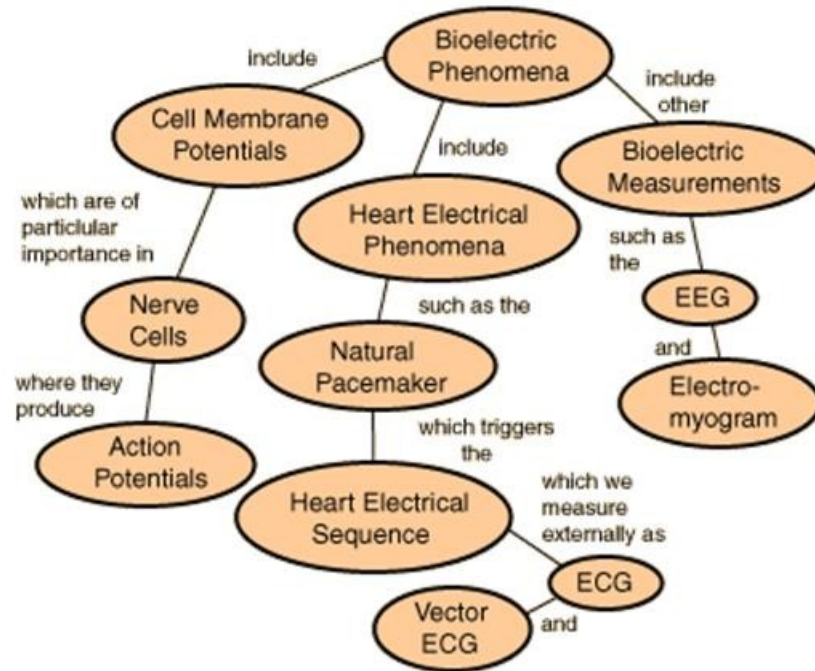 Bioelectric
Phenomena
include
include
other
Cell Membrane
Potentials
include
Bioelectric
Measurements
which are of
particlular
importance in
Heart Electrical
Phenomena
such as
the
Nerve
Cells
such as the
EEG
where they
produce
Natural
Pacemaker
and
Electro-
myogram
Action
Potentials
which triggers
the
Heart Electrical
Sequence
which we
measure
externally as
ECG
Vector
ECG
and